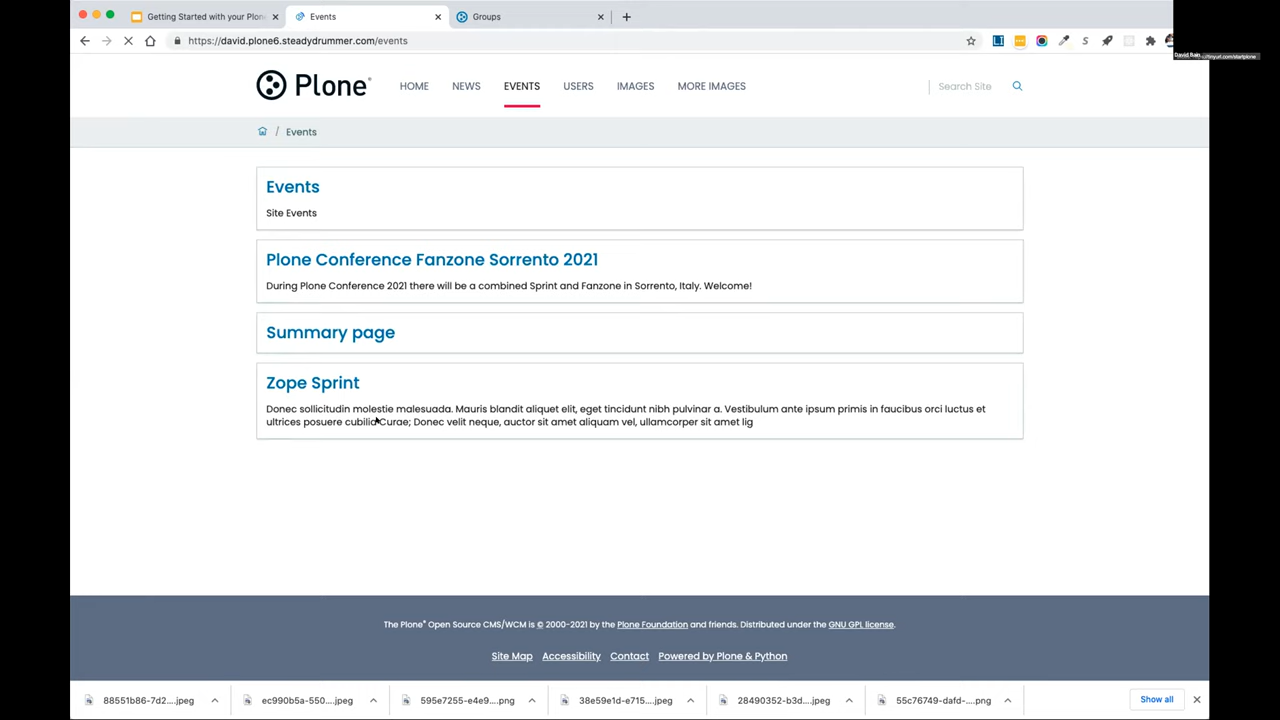 Getting Started with your Plon
Events
Groups
https://david.plone6.steadydrummer.com/events
David Bain
Plone®
HOME
NEWS
EVENTS
USERS
IMAGES
MORE IMAGES
Search Site
/ Events
Events
Site Events
Plone Conference Fanzone Sorrento 2021
During Plone Conference 2021 there will be a combined Sprint and Fanzone in Sorrento, Italy. Welcome!
Summary page
Zope Sprint
Donec sollicitudin molestie malesuada. Mauris blandit aliquet elit, eget tincidunt nibh pulvinar a. Vestibulum ante ipsum primis in faucibus orci luctus et
ultrices posuere cubilia Curae; Donec velit neque, auctor sit amet aliquam vel, ullamcorper sit amet lig
The Plone® Open Source CMS/WCM is © 2000-2021 by the Plone Foundation and friends. Distributed under the GNU GPL license.
Site Map
Accessibility
Contact
Powered by Plone & Python
88551b86-7d2....jpeg
ec990b5a-550....jpeg
595e7255-e4e9....png
38e59e1d-e715....jpeg
28490352-b3d....jpeg
55c76749-dafd-....png
Show all